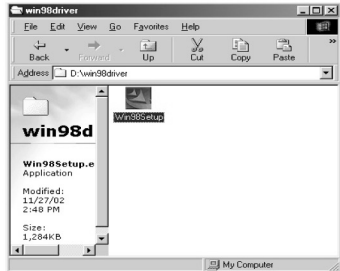 win98driver
File Edit View Go Favorites Help
Back Forward Up Cut Copy Paste »
Address D:\win98driver
win98d
Win98Setup
Win98Setup.e
Application
Modified:
11/27/02
2:48 PM
Size:
1,284KB
My Computer